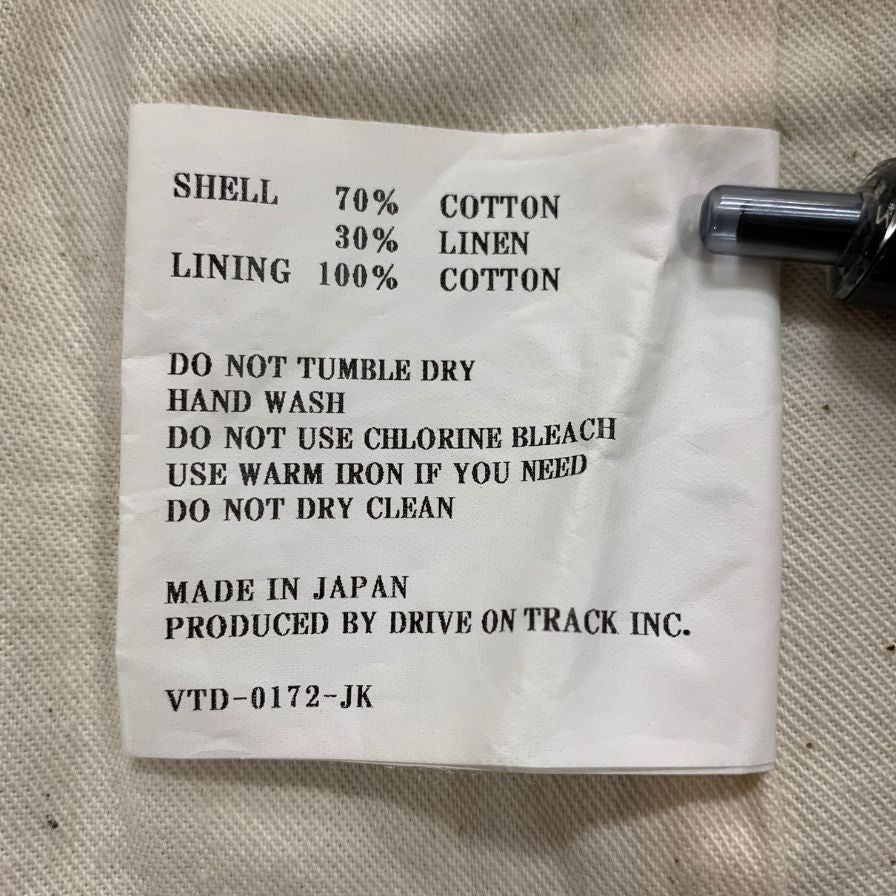 SHELL 70% COTTON
30% LINEN
LINING 100% COTTON
DO NOT TUMBLE DRY
HAND WASH
DO NOT USE CHLORINE BLEACH
USE WARM IRON IF YOU NEED
DO NOT DRY CLEAN
MADE IN JAPAN
PRODUCED BY DRIVE ON TRACK INC.
VTD-0172-JK